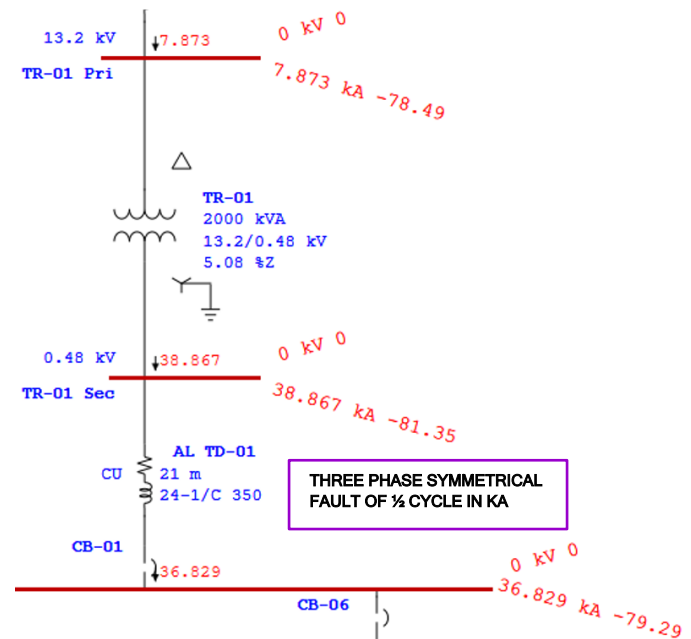 0 kV 0
13.2 kV
7.873
TR-01 Pri
7.873 kA -78.49
TR-01
2000 kVA
13.2/0.48 kV
5.08 %Z
0 kV 0
0.48 kV
38.867
TR-01 Sec
38.867 kA -81.35
AL TD-01
CU
21 m
24-1/C 350
THREE PHASE SYMMETRICAL
FAULT OF ½ CYCLE IN KA
CB-01
36.829
0 kV 0
36.829 kA -79.29
CB-06